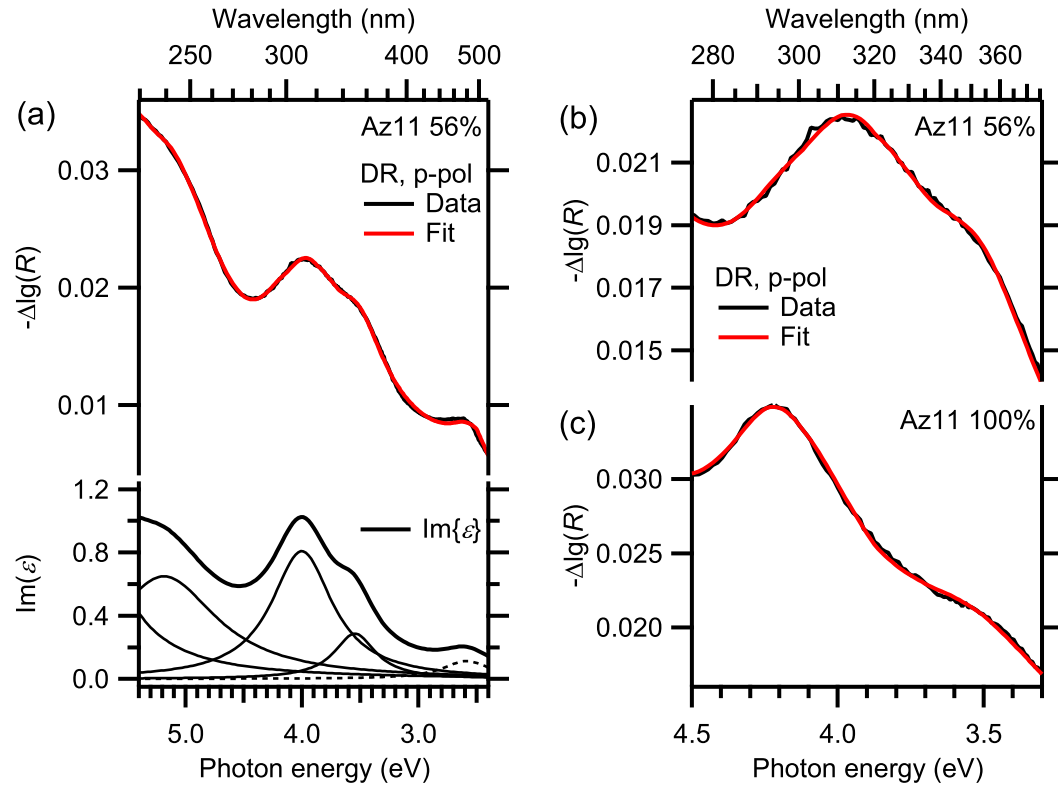 Wavelength (nm)
250 300 400 500
(a)
Az11 56%
DR, p-pol
Data
Fit
0.03
0.02
0.01
-Δlg(R)
1.2
0.8
0.4
0.0
Im(ε)
Im{ε}
5.0 4.0 3.0
Photon energy (eV)
Wavelength (nm)
280 300 320 340 360
(b)
Az11 56%
0.021
0.019
0.017
0.015
-Δlg(R)
DR, p-pol
Data
Fit
(c)
Az11 100%
0.030
0.025
0.020
-Δlg(R)
4.5 4.0 3.5
Photon energy (eV)